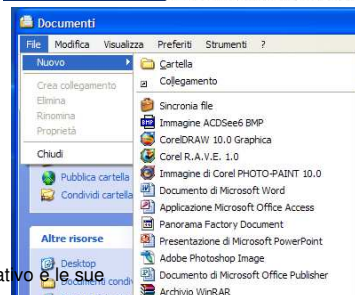 Documenti
File Modifica Visualizza Preferiti Strumenti ?
Nuovo
Crea collegamento
Elimina
Rinomina
Proprietà
Chiudi
Cartella
Collegamento
Sincronia file
Immagine ACDSee6 BMP
CorelDRAW 10.0 Graphica
Corel R.A.V.E. 1.0
Immagine di Corel PHOTO-PAINT 10.0
Documento di Microsoft Word
Applicazione Microsoft Office Access
Panorama Factory Document
Presentazione di Microsoft PowerPoint
Adobe Photoshop Image
Documento di Microsoft Office Publisher
Archivio WinRAR
Pubblica cartella
Condividi cartella
Altre risorse
Desktop
Documenti condiv
ativo e le sue